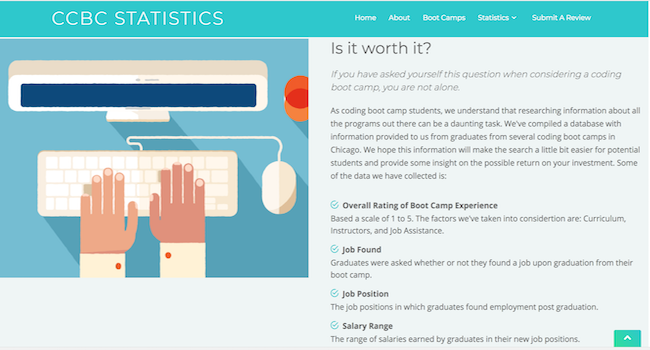 CCBC STATISTICS
Home About Boot Camps Statistics Submit A Review
Is it worth it?
If you have asked yourself this question when considering a coding
boot camp, you are not alone.
As coding boot camp students, we understand that researching information about all
the programs out there can be a daunting task. We've compiled a database with
information provided to us from graduates from several coding boot camps in
Chicago. We hope this information will make the search a little bit easier for potential
students and provide some insight on the possible return on your investment. Some
of the data we have collected is:
Overall Rating of Boot Camp Experience
Based a scale of 1 to 5. The factors we've taken into considertion are: Curriculum,
Instructors, and Job Assistance.
Job Found
Graduates were asked whether or not they found a job upon graduation from their
boot camp.
Job Position
The job positions in which graduates found employment post graduation.
Salary Range
The range of salaries earned by graduates in their new job positions.